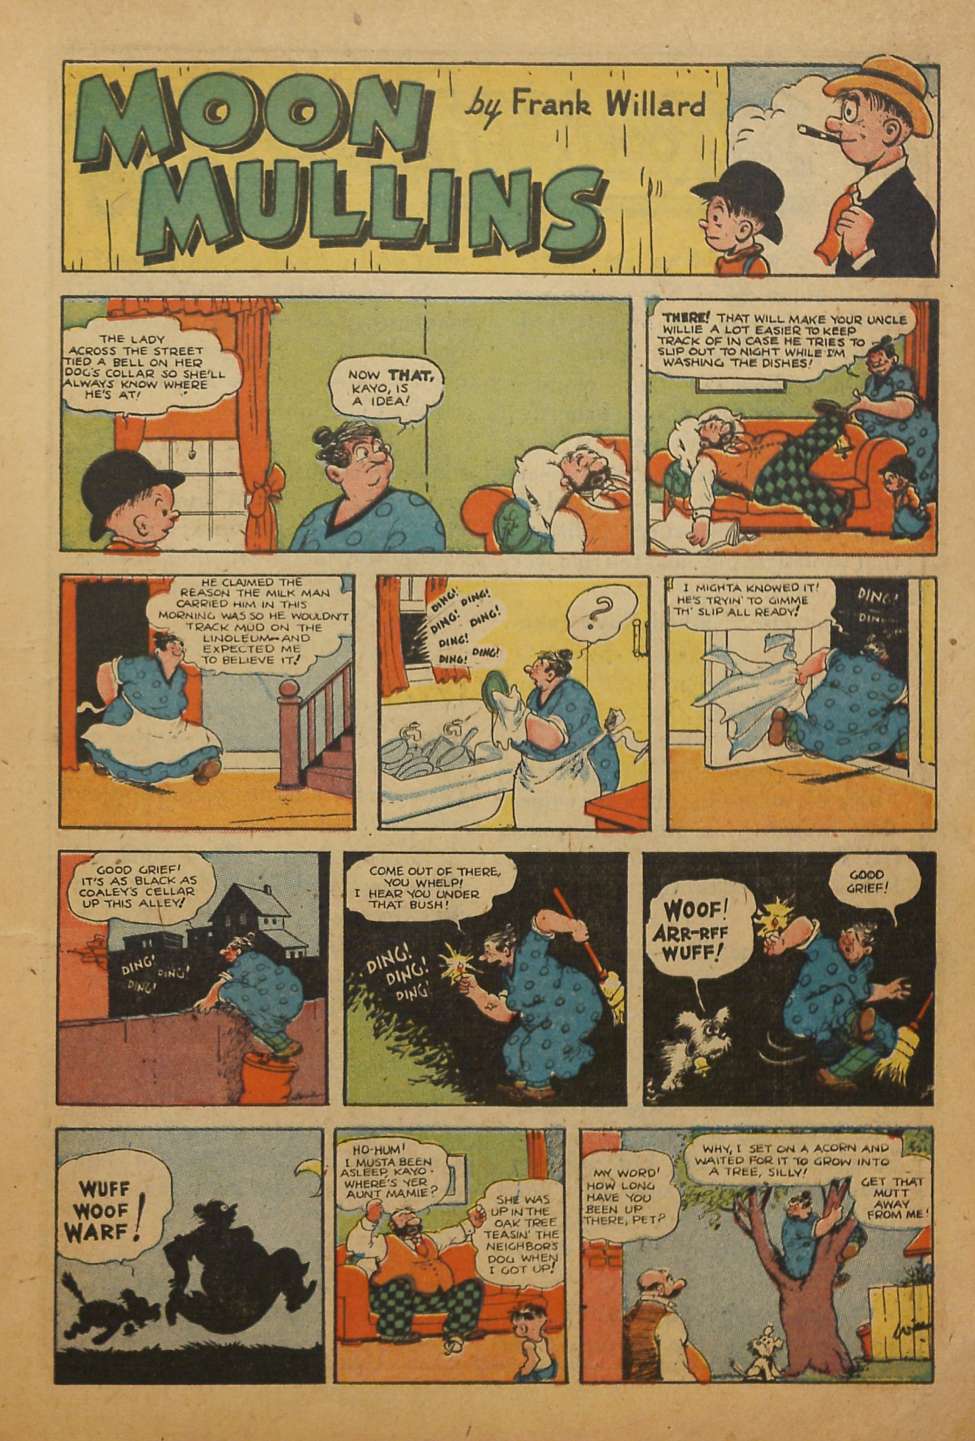 MOON
MULLINS
by Frank Willard
THE LADY
ACROSS THE STREET
TIED A BELL ON HER
DOG'S COLLAR SO SHE'LL
ALWAYS KNOW WHERE
HE'S AT!
NOW THAT,
KAYO, IS
A IDEA!
THERE! THAT WILL MAKE YOUR UNCLE
WILLIE A LOT EASIER TO KEEP
TRACK OF IN CASE HE TRIES TO
SLIP OUT TO NIGHT WHILE I'M
WASHING THE DISHES!
HE CLAIMED THE
REASON THE MILK MAN
CARRIED HIM IN THIS
MORNING WAS SO HE WOULDN'T
TRACK MUD ON THE
LINOLEUM-AND
EXPECTED ME
TO BELIEVE IT!
DING!
DING!
DING!
DING!
DING!
DING!
DING!
?
I MIGHTA KNOWED IT!
HE'S TRYIN' TO GIMME
TH' SLIP ALL READY!
DING!
DIN
GOOD GRIEF!
IT'S AS BLACK AS
COALEY'S CELLAR
UP THIS ALLEY!
DING!
DING!
DING!
COME OUT OF THERE,
YOU WHELP!
I HEAR YOU UNDER
THAT BUSH!
DING!
DING!
DING!
WOOF!
ARR-RFF
WUFF!
GOOD
GRIEF!
WUFF
WOOF
WARF!
HO-HUM!
I MUSTA BEEN
ASLEEP, KAYO-
WHERE'S YER
AUNT MAMIE?
SHE WAS
UP IN THE
OAK TREE
TEASIN' THE
NEIGHBOR'S
DOG WHEN
I GOT UP!
MY WORD!
HOW LONG
HAVE YOU
BEEN UP
THERE, PET?
WHY, I SET ON A ACORN AND
WAITED FOR IT TO GROW INTO
A TREE, SILLY!
GET THAT
MUTT
AWAY
FROM ME!